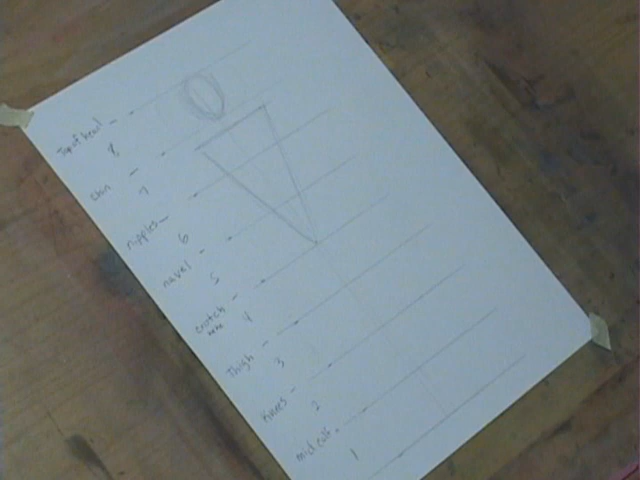 Top of head
8
chin
7
nipples
6
navel
5
crotch
4
Thigh
3
Knees
2
mid calf
1